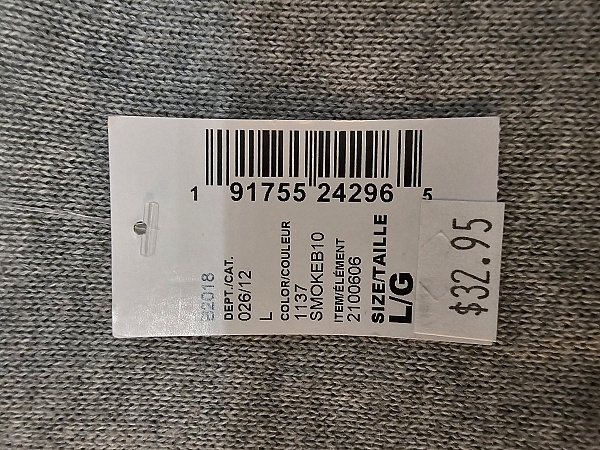 1 91755 24296 5
S2018
DEPT./CAT.
026/12
L
COLOR/COULEUR
1137
SMOKEB10
ITEM/ÉLÉMENT
2100606
SIZE/TAILLE
L/G
$32.95